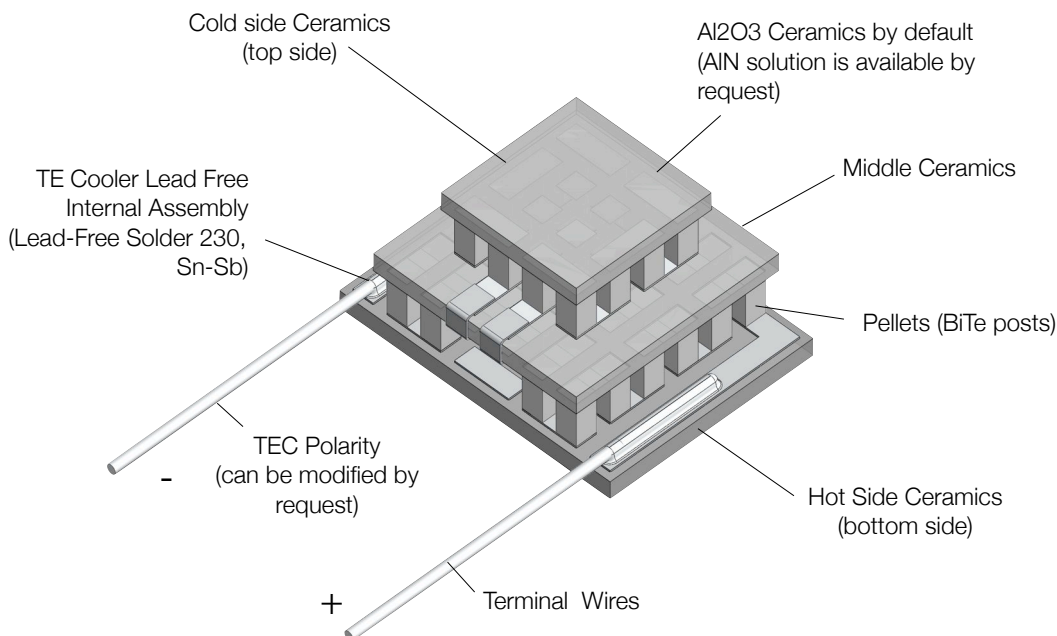 Cold side Ceramics
(top side)
Al2O3 Ceramics by default
(AlN solution is available by
request)
Middle Ceramics
TE Cooler Lead Free
Internal Assembly
(Lead-Free Solder 230,
Sn-Sb)
Pellets (BiTe posts)
TEC Polarity
(can be modified by
request)
-
Hot Side Ceramics
(bottom side)
+
Terminal Wires